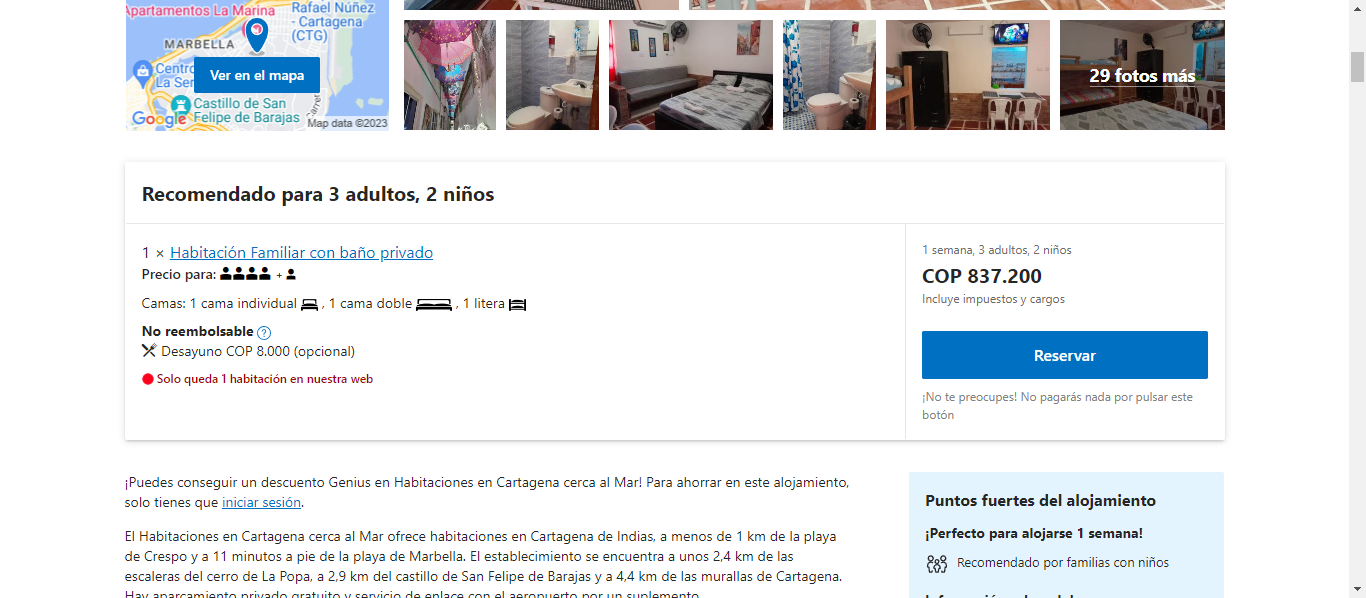 Apartamentos La Marina
Rafael Núñez
- Cartagena
(CTG)
MARBELLA
Centro
La Se
Ver en el mapa
Castillo de San
Felipe de Barajas
Google
Map data ©2023
29 fotos más
Recomendado para 3 adultos, 2 niños
1 × Habitación Familiar con baño privado
Precio para: +
Camas: 1 cama individual , 1 cama doble , 1 litera
No reembolsable ?
Desayuno COP 8.000 (opcional)
Solo queda 1 habitación en nuestra web
1 semana, 3 adultos, 2 niños
COP 837.200
Incluye impuestos y cargos
Reservar
¡No te preocupes! No pagarás nada por pulsar este
botón
¡Puedes conseguir un descuento Genius en Habitaciones en Cartagena cerca al Mar! Para ahorrar en este alojamiento,
solo tienes que iniciar sesión.
El Habitaciones en Cartagena cerca al Mar ofrece habitaciones en Cartagena de Indias, a menos de 1 km de la playa
de Crespo y a 11 minutos a pie de la playa de Marbella. El establecimiento se encuentra a unos 2,4 km de las
escaleras del cerro de La Popa, a 2,9 km del castillo de San Felipe de Barajas y a 4,4 km de las murallas de Cartagena.
Hay aparcamiento privado gratuito y servicio de enlace con el aeropuerto por un suplemento.
Puntos fuertes del alojamiento
¡Perfecto para alojarse 1 semana!
Recomendado por familias con niños